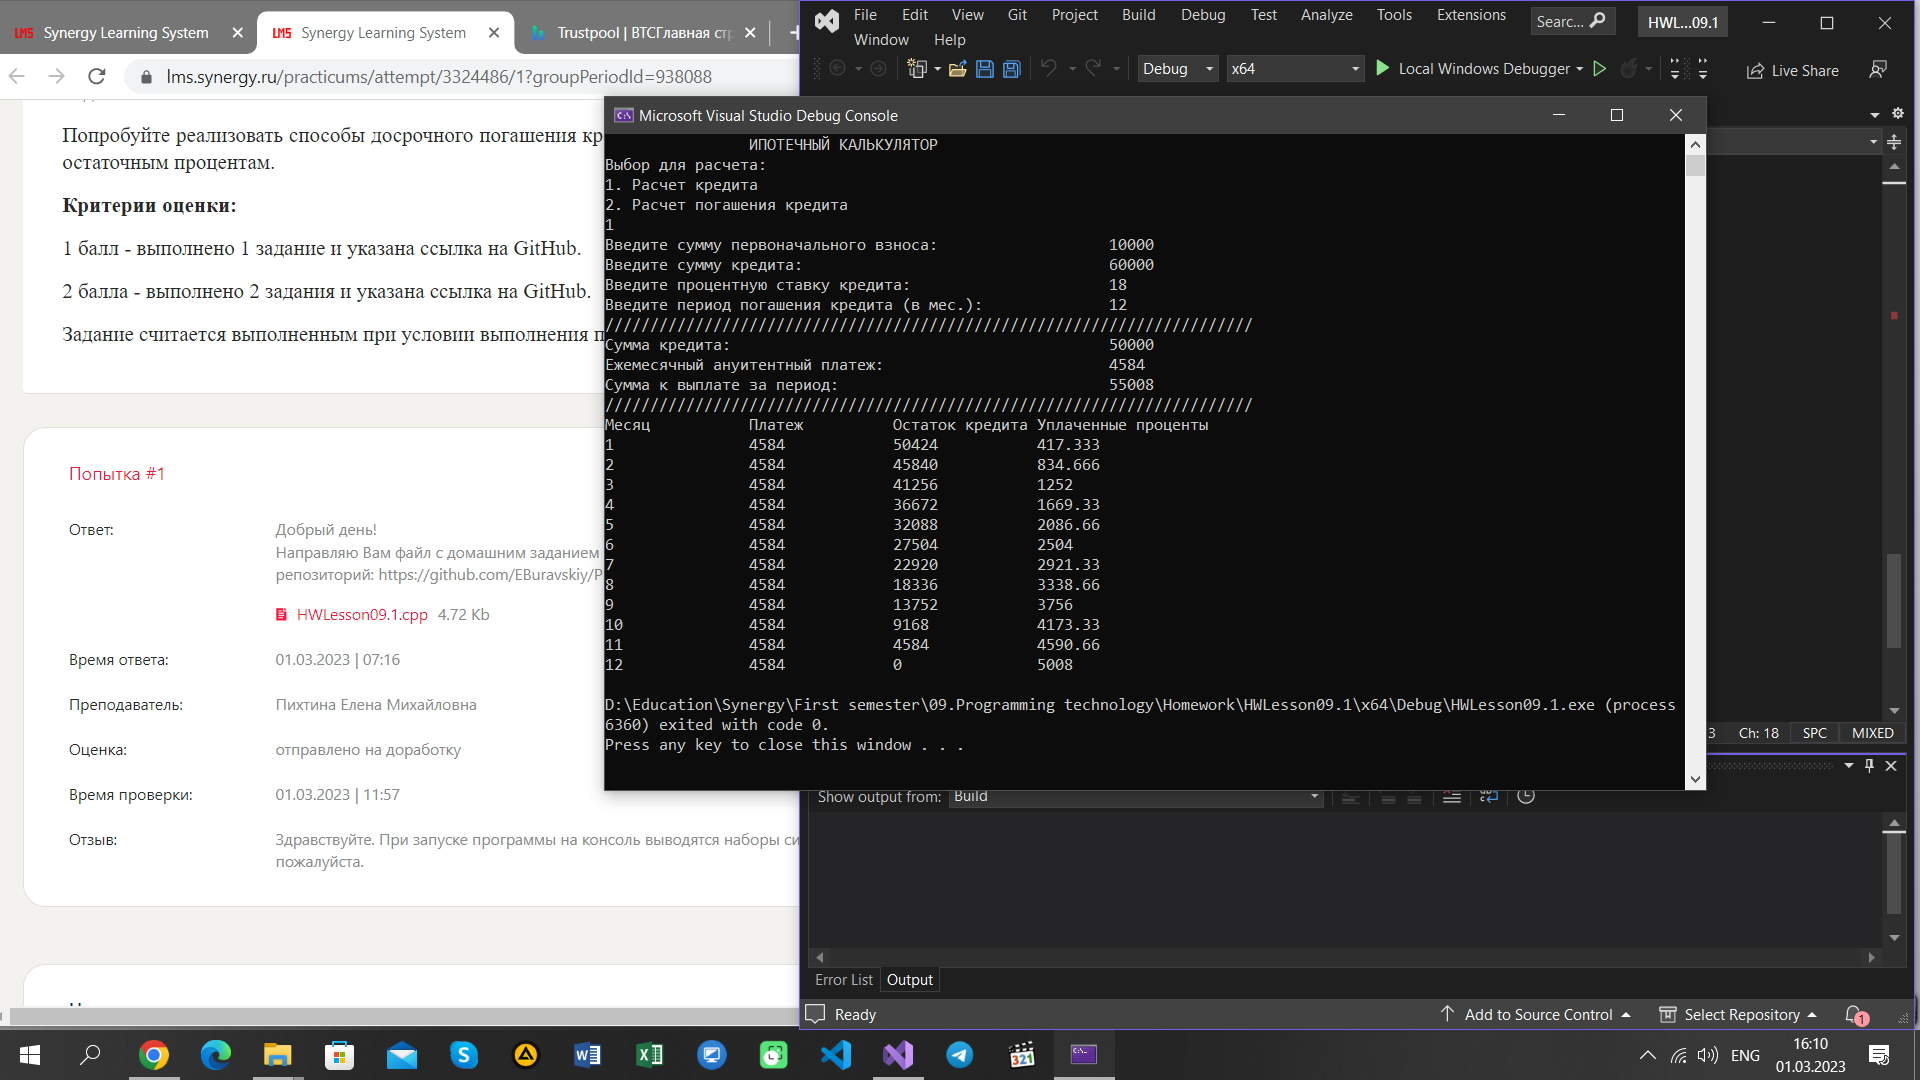 Synergy Learning System
Synergy Learning System
Trustpool | BTCГлавная стр
lms.synergy.ru/practicums/attempt/3324486/1?groupPeriodId=938088
Попробуйте реализовать способы досрочного погашения кр
остаточным процентам.
Критерии оценки:
1 балл - выполнено 1 задание и указана ссылка на GitHub.
2 балла - выполнено 2 задания и указана ссылка на GitHub.
Задание считается выполненным при условии выполнения п
Попытка #1
Ответ: Добрый день!
Направляю Вам файл с домашним заданием
репозиторий: https://github.com/EBuravskiy/P
HWLesson09.1.cpp 4.72 Kb
Время ответа: 01.03.2023 | 07:16
Преподаватель: Пихтина Елена Михайловна
Оценка: отправлено на доработку
Время проверки: 01.03.2023 | 11:57
Отзыв: Здравствуйте. При запуске программы на консоль выводятся наборы си
пожалуйста.
File Edit View Git Project Build Debug Test Analyze Tools Extensions
Window Help
Searc...
HWL...09.1
Debug x64 Local Windows Debugger Live Share
Microsoft Visual Studio Debug Console
ИПОТЕЧНЫЙ КАЛЬКУЛЯТОР
Выбор для расчета:
1. Расчет кредита
2. Расчет погашения кредита
1
Введите сумму первоначального взноса: 10000
Введите сумму кредита: 60000
Введите процентную ставку кредита: 18
Введите период погашения кредита (в мес.): 12
////////////////////////////////////////////////////////////////////////
Сумма кредита: 50000
Ежемесячный ануитентный платеж: 4584
Сумма к выплате за период: 55008
////////////////////////////////////////////////////////////////////////
Месяц Платеж Остаток кредита Уплаченные проценты
1 4584 50424 417.333
2 4584 45840 834.666
3 4584 41256 1252
4 4584 36672 1669.33
5 4584 32088 2086.66
6 4584 27504 2504
7 4584 22920 2921.33
8 4584 18336 3338.66
9 4584 13752 3756
10 4584 9168 4173.33
11 4584 4584 4590.66
12 4584 0 5008
D:\Education\Synergy\First semester\09.Programming technology\Homework\HWLesson09.1\x64\Debug\HWLesson09.1.exe (process
6360) exited with code 0.
Press any key to close this window . . .
3 Ch: 18 SPC MIXED
Show output from: Build
Error List Output
Ready Add to Source Control Select Repository 1
ENG
16:10
01.03.2023